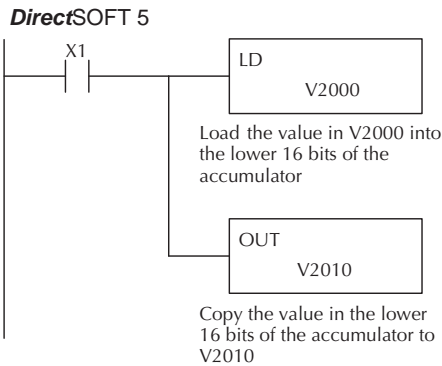 DirectSOFT 5
X1
LD
V2000
Load the value in V2000 into
the lower 16 bits of the
accumulator
OUT
V2010
Copy the value in the lower
16 bits of the accumulator to
V2010